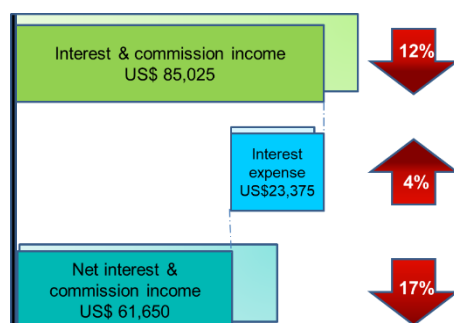 Interest & commission income
US$ 85,025
12%
Interest
expense
US$23,375
4%
Net interest &
commission income
US$ 61,650
17%